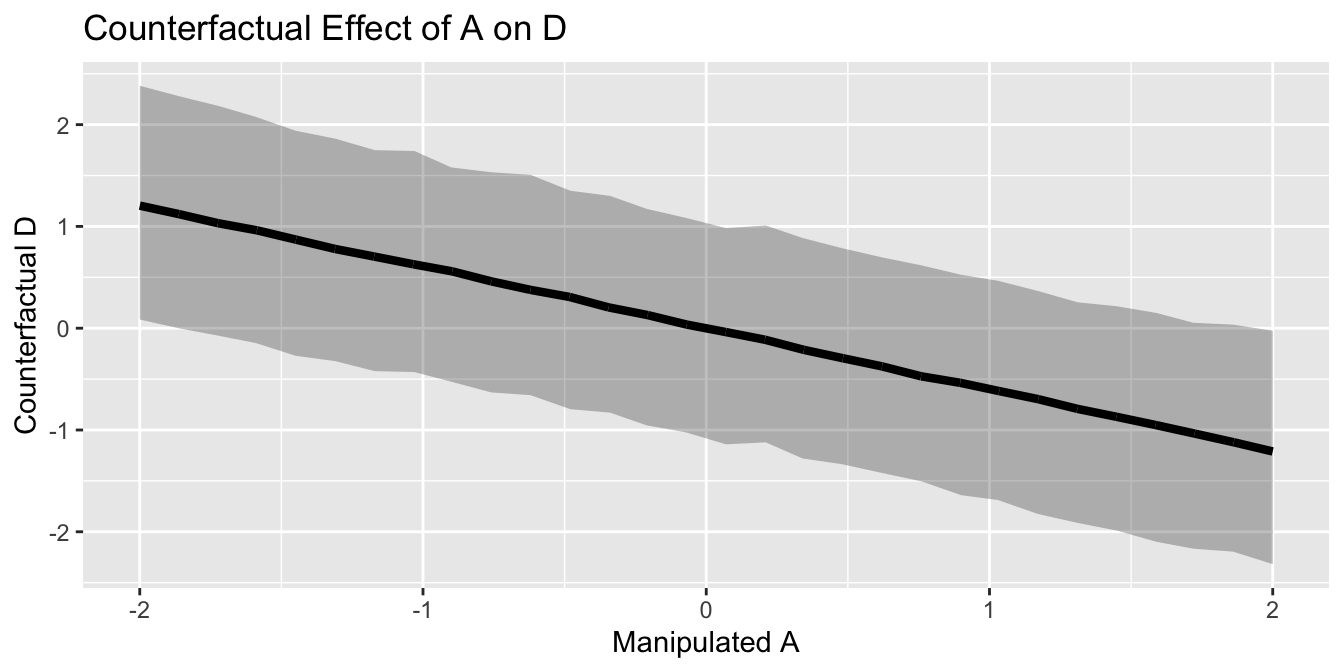 Counterfactual Effect of A on D
Counterfactual D
2
1
0
-1
-2
-2 -1 0 1 2
Manipulated A